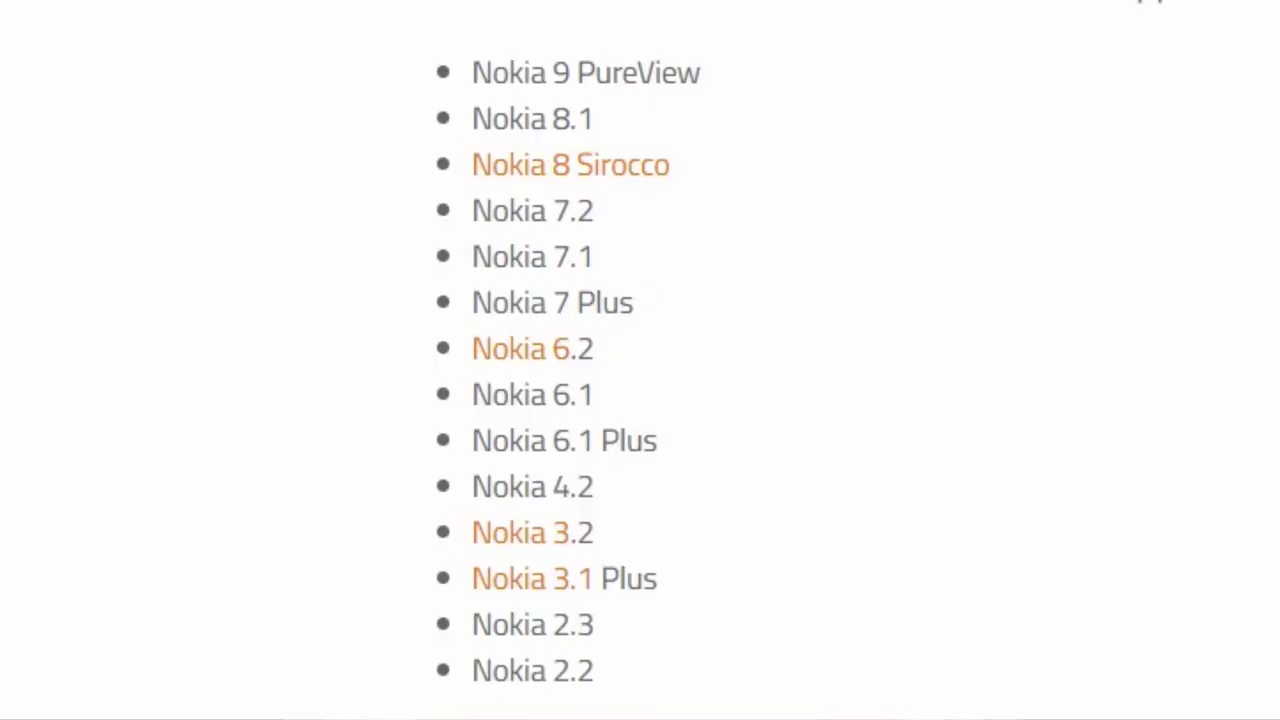 Nokia 9 PureView
Nokia 8.1
Nokia 8 Sirocco
Nokia 7.2
Nokia 7.1
Nokia 7 Plus
Nokia 6.2
Nokia 6.1
Nokia 6.1 Plus
Nokia 4.2
Nokia 3.2
Nokia 3.1 Plus
Nokia 2.3
Nokia 2.2